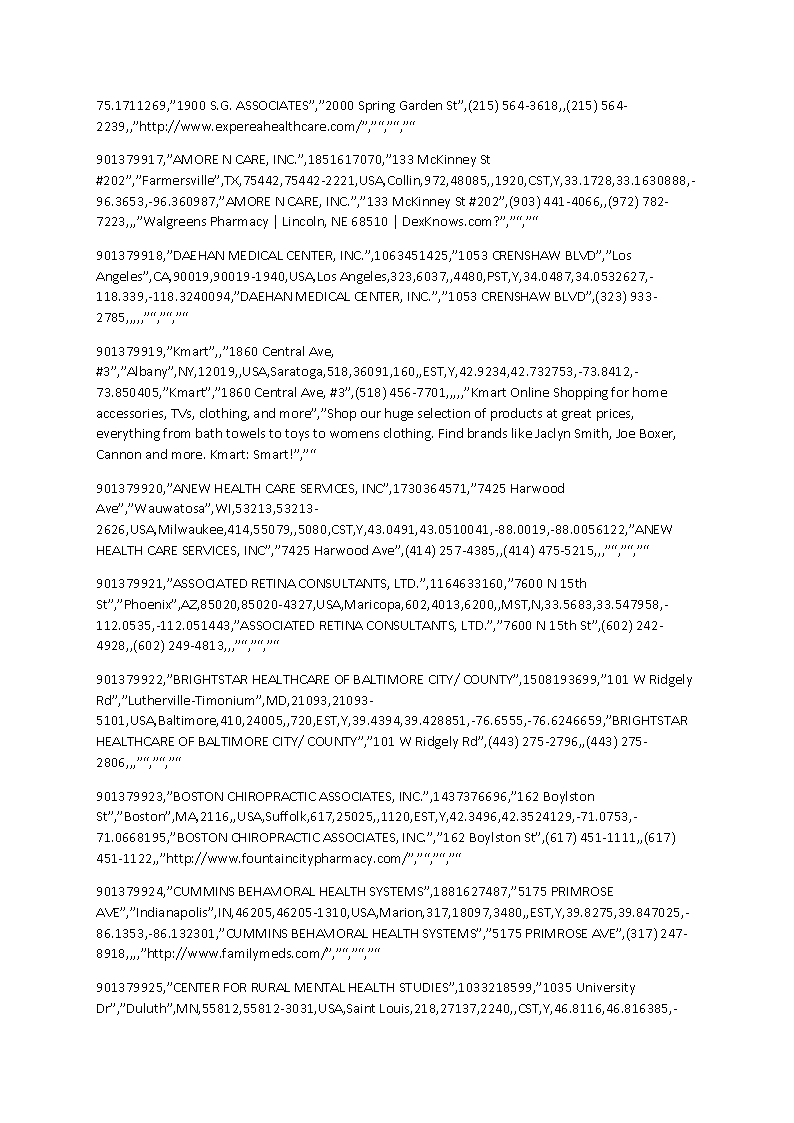 75.1711269,”1900 S.G. ASSOCIATES”,”2000 Spring Garden St”,(215) 564-3618,,(215) 564-
2239,,”http://www.expereahealthcare.com/”,”“,”“,”“
901379917,”AMORE N CARE, INC.”,1851617070,”133 McKinney St
#202”,”Farmersville”,TX,75442,75442-2221,USA,Collin,972,48085,,1920,CST,Y,33.1728,33.1630888,-
96.3653,-96.360987,”AMORE N CARE, INC.”,”133 McKinney St #202”,(903) 441-4066,,(972) 782-
7223,,,”Walgreens Pharmacy | Lincoln, NE 68510 | DexKnows.com?”,”“,”“
901379918,”DAEHAN MEDICAL CENTER, INC.”,1063451425,”1053 CRENSHAW BLVD”,”Los
Angeles”,CA,90019,90019-1940,USA,Los Angeles,323,6037,,4480,PST,Y,34.0487,34.0532627,-
118.339,-118.3240094,”DAEHAN MEDICAL CENTER, INC.”,”1053 CRENSHAW BLVD”,(323) 933-
2785,,,,,”“,”“,”“
901379919,”Kmart”,,”1860 Central Ave,
#3”,”Albany”,NY,12019,,USA,Saratoga,518,36091,160,,EST,Y,42.9234,42.732753,-73.8412,-
73.850405,”Kmart”,”1860 Central Ave, #3”,(518) 456-7701,,,,,”Kmart Online Shopping for home
accessories, TVs, clothing, and more”,”Shop our huge selection of products at great prices,
everything from bath towels to toys to womens clothing. Find brands like Jaclyn Smith, Joe Boxer,
Cannon and more. Kmart: Smart!”,”“
901379920,”ANEW HEALTH CARE SERVICES, INC”,1730364571,”7425 Harwood
Ave”,”Wauwatosa”,WI,53213,53213-
2626,USA,Milwaukee,414,55079,,5080,CST,Y,43.0491,43.0510041,-88.0019,-88.0056122,”ANEW
HEALTH CARE SERVICES, INC”,”7425 Harwood Ave”,(414) 257-4385,,(414) 475-5215,,,”“,”“,”“
901379921,”ASSOCIATED RETINA CONSULTANTS, LTD.”,1164633160,”7600 N 15th
St”,”Phoenix”,AZ,85020,85020-4327,USA,Maricopa,602,4013,6200,,MST,N,33.5683,33.547958,-
112.0535,-112.051443,”ASSOCIATED RETINA CONSULTANTS, LTD.”,”7600 N 15th St”,(602) 242-
4928,,(602) 249-4813,,,”“,”“,”“
901379922,”BRIGHTSTAR HEALTHCARE OF BALTIMORE CITY/ COUNTY”,1508193699,”101 W Ridgely
Rd”,”Lutherville-Timonium”,MD,21093,21093-
5101,USA,Baltimore,410,24005,,720,EST,Y,39.4394,39.428851,-76.6555,-76.6246659,”BRIGHTSTAR
HEALTHCARE OF BALTIMORE CITY/ COUNTY”,”101 W Ridgely Rd”,(443) 275-2796,,(443) 275-
2806,,,”“,”“,”“
901379923,”BOSTON CHIROPRACTIC ASSOCIATES, INC.”,1437376696,”162 Boylston
St”,”Boston”,MA,2116,,USA,Suffolk,617,25025,,1120,EST,Y,42.3496,42.3524129,-71.0753,-
71.0668195,”BOSTON CHIROPRACTIC ASSOCIATES, INC.”,”162 Boylston St”,(617) 451-1111,,(617)
451-1122,,”http://www.fountaincitypharmacy.com/”,”“,”“,”“
901379924,”CUMMINS BEHAVIORAL HEALTH SYSTEMS”,1881627487,”5175 PRIMROSE
AVE”,”Indianapolis”,IN,46205,46205-1310,USA,Marion,317,18097,3480,,EST,Y,39.8275,39.847025,-
86.1353,-86.132301,”CUMMINS BEHAVIORAL HEALTH SYSTEMS”,”5175 PRIMROSE AVE”,(317) 247-
8918,,,,”http://www.familymeds.com/”,”“,”“,”“
901379925,”CENTER FOR RURAL MENTAL HEALTH STUDIES”,1033218599,”1035 University
Dr”,”Duluth”,MN,55812,55812-3031,USA,Saint Louis,218,27137,2240,,CST,Y,46.8116,46.816385,-